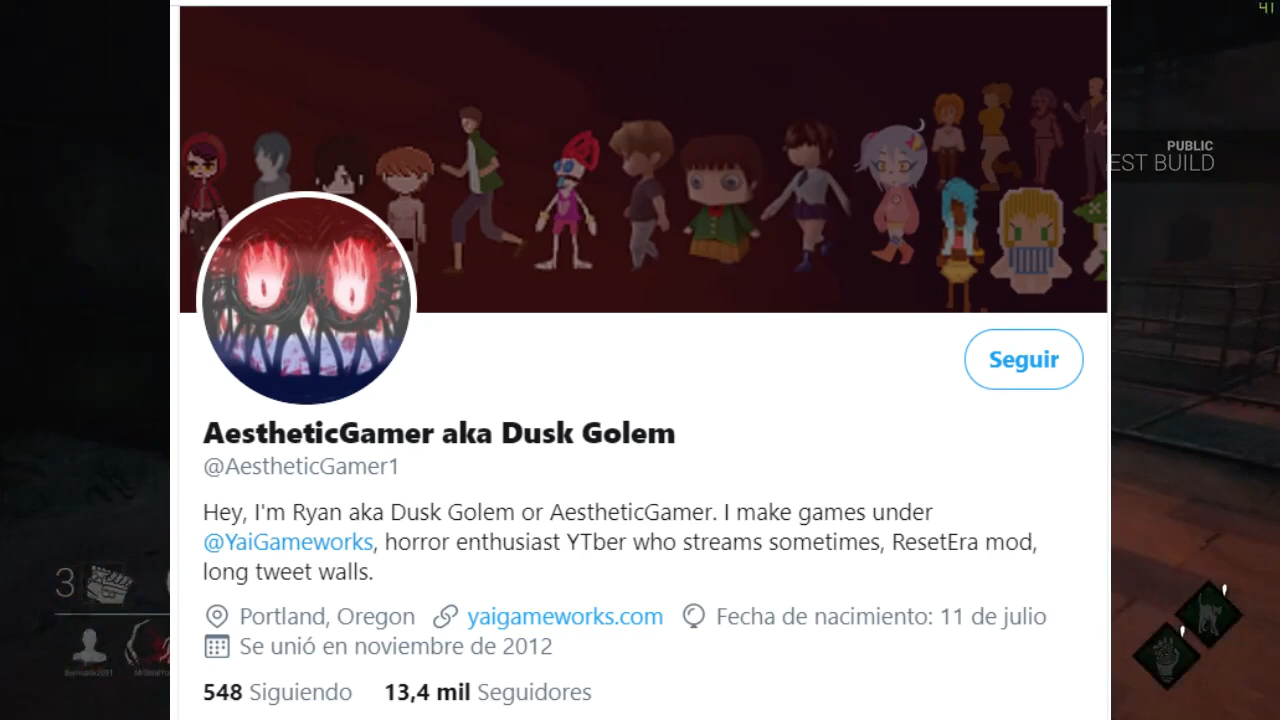 41
PUBLIC
EST BUILD
Seguir
AestheticGamer aka Dusk Golem
@AestheticGamer1
Hey, I'm Ryan aka Dusk Golem or AestheticGamer. I make games under
@YaiGameworks, horror enthusiast YTber who streams sometimes, ResetEra mod,
long tweet walls.
Portland, Oregon yaigameworks.com Fecha de nacimiento: 11 de julio
Se unió en noviembre de 2012
548 Siguiendo 13,4 mil Seguidores
3